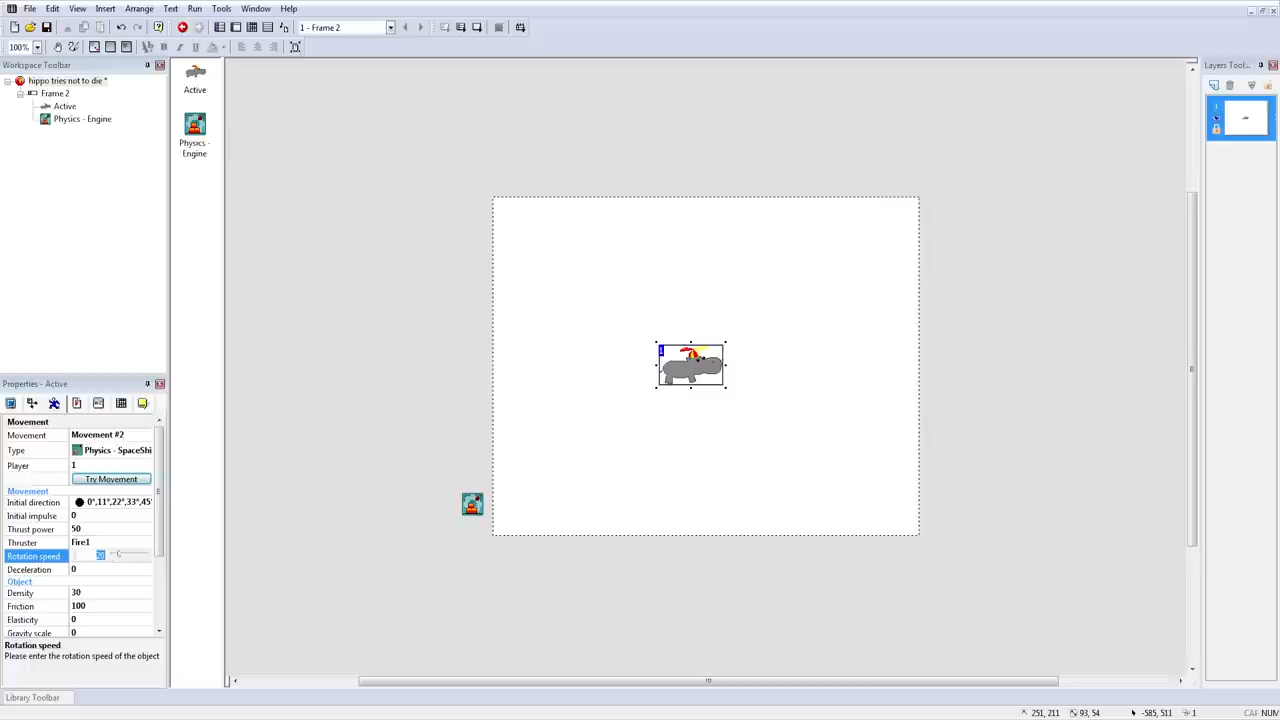 File Edit View Insert Arrange Text Run Tools Window Help
1 - Frame 2
100%
Workspace Toolbar
hippo tries not to die *
Frame 2
Active
Physics - Engine
Active
Physics -
Engine
Layers Tool...
1
1
Properties - Active
Movement
Movement Movement #2
Type Physics - SpaceShi
Player 1
Try Movement
Movement
Initial direction 0°,11°,22°,33°,45°
Initial impulse 0
Thrust power 50
Thruster Fire1
Rotation speed 20
Deceleration 0
Object
Density 30
Friction 100
Elasticity 0
Gravity scale 0
Rotation speed
Please enter the rotation speed of the object
Library Toolbar
251, 211 93, 54 -585, 511 1 CAP NUM